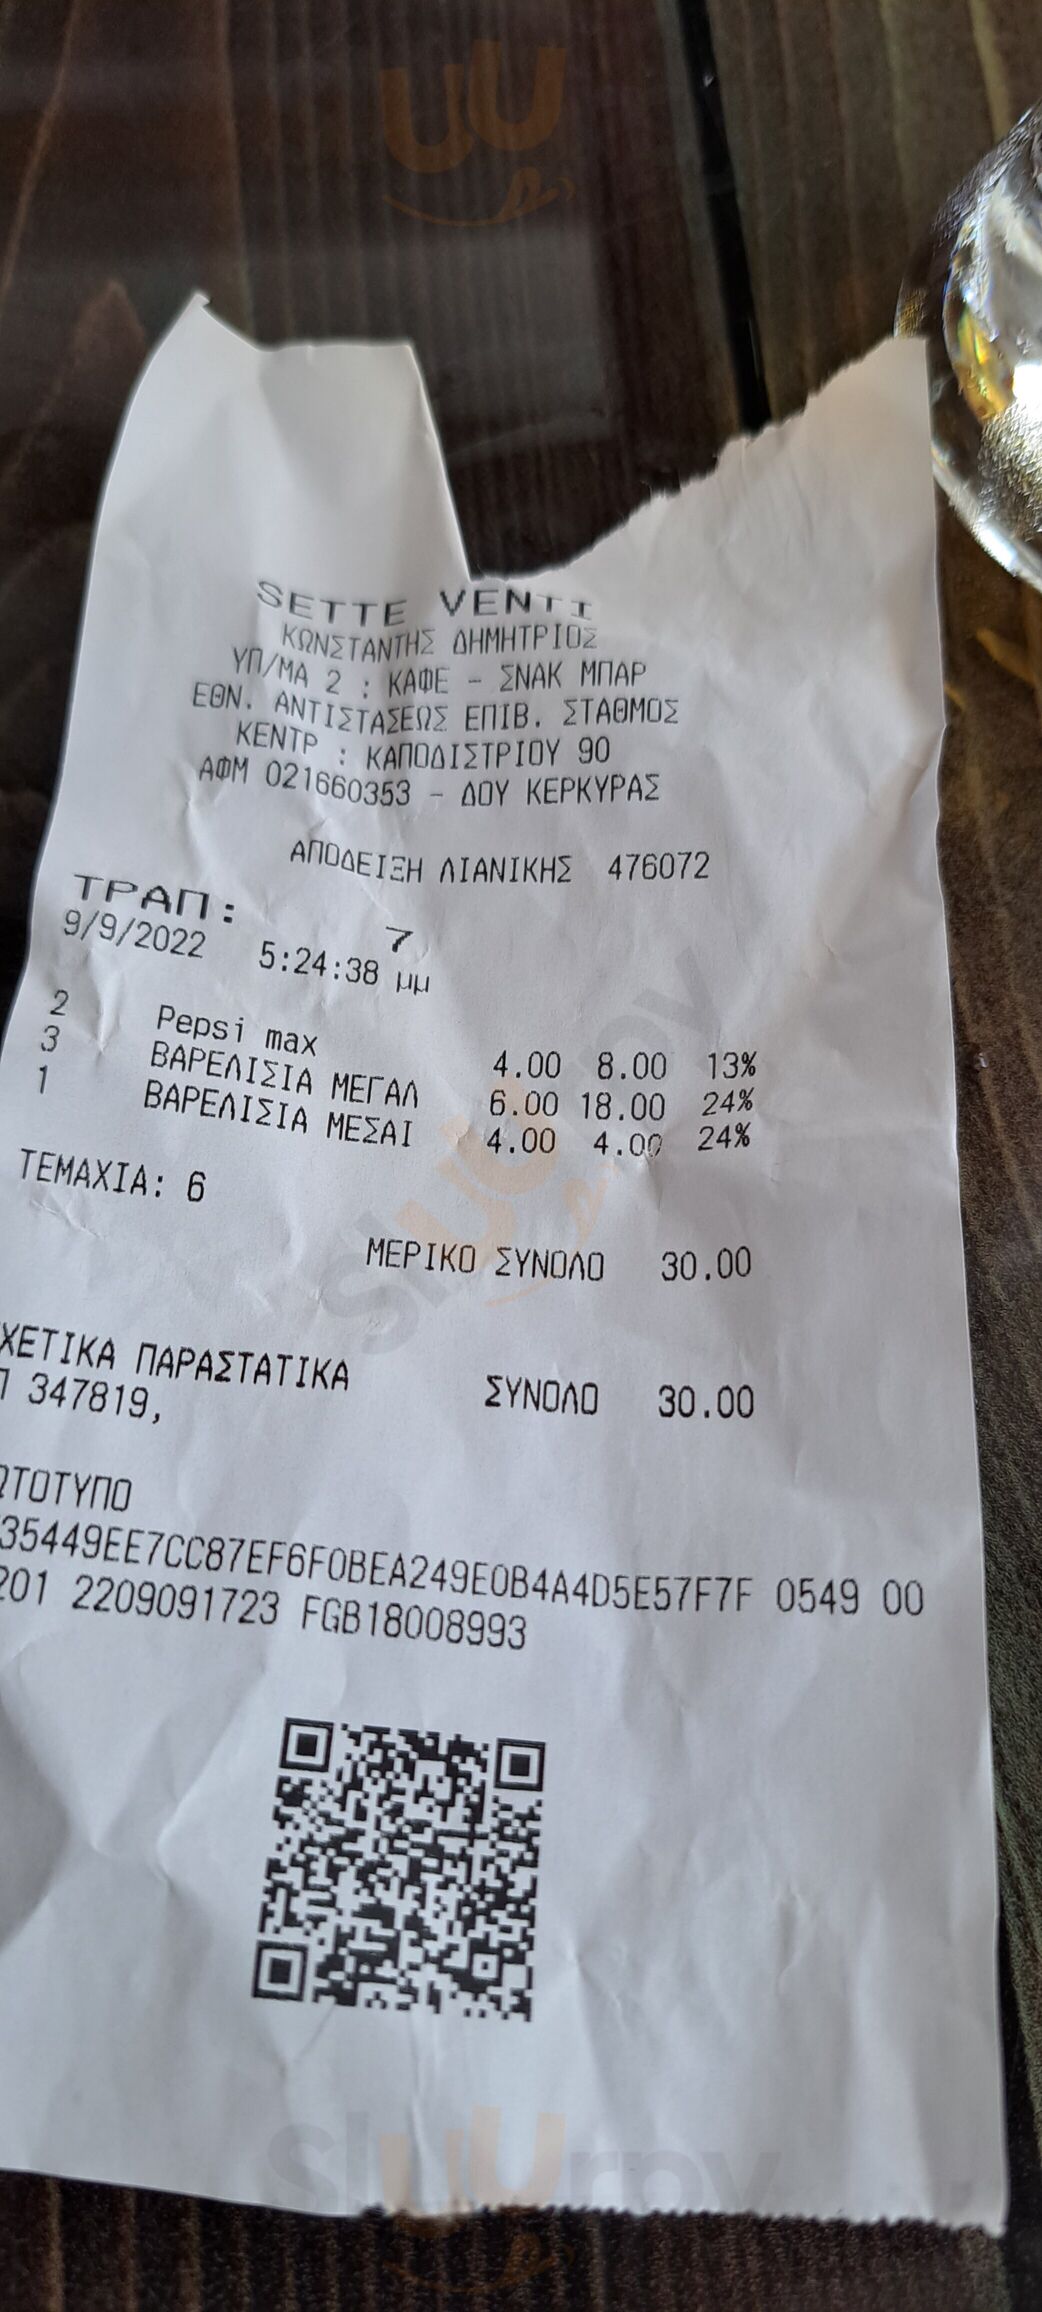 SETTE VENTI
ΚΩΝΣΤΑΝΤΗΣ ΔΗΜΗΤΡΙΟΣ
ΥΠ/ΜΑ 2 : ΚΑΦΕ - ΣΝΑΚ ΜΠΑΡ
ΕΘΝ. ΑΝΤΙΣΤΑΣΕΩΣ ΕΠΙΒ. ΣΤΑΘΜΟΣ
ΚΕΝΤΡ : ΚΑΠΟΔΙΣΤΡΙΟΥ 90
ΑΦΜ 021660353 - ΔΟΥ ΚΕΡΚΥΡΑΣ
ΑΠΟΔΕΙΞΗ ΛΙΑΝΙΚΗΣ 476072
ΤΡΑΠ: 7
9/9/2022 5:24:38 μμ
2 Pepsi max 4.00 8.00 13%
3 ΒΑΡΕΛΙΣΙΑ ΜΕΓΑΛ 6.00 18.00 24%
1 ΒΑΡΕΛΙΣΙΑ ΜΕΣΑΙ 4.00 4.00 24%
ΤΕΜΑΧΙΑ: 6
ΜΕΡΙΚΟ ΣΥΝΟΛΟ 30.00
ΧΕΤΙΚΑ ΠΑΡΑΣΤΑΤΙΚΑ
Π 347819,
ΣΥΝΟΛΟ 30.00
ΩΤΟΤΥΠΟ
35449EE7CC87EF6F0BEA249E0B4A4D5E57F7F 0549 00
201 2209091723 FGB18008993
sluurpy
sluurpy